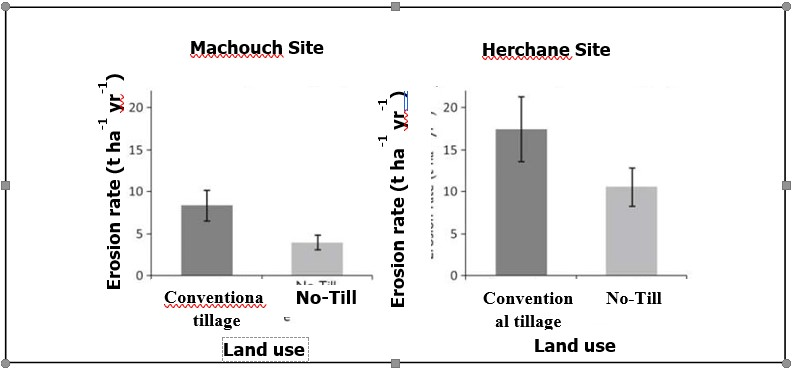 Machouch Site
Herchane Site
Erosion rate (t ha⁻¹ yr⁻¹)
20
15
10
5
0
Conventiona
tillage
No-Till
Land use
Erosion rate (t ha⁻¹ yr⁻¹)
20
15
10
5
0
Convention
al tillage
No-Till
Land use